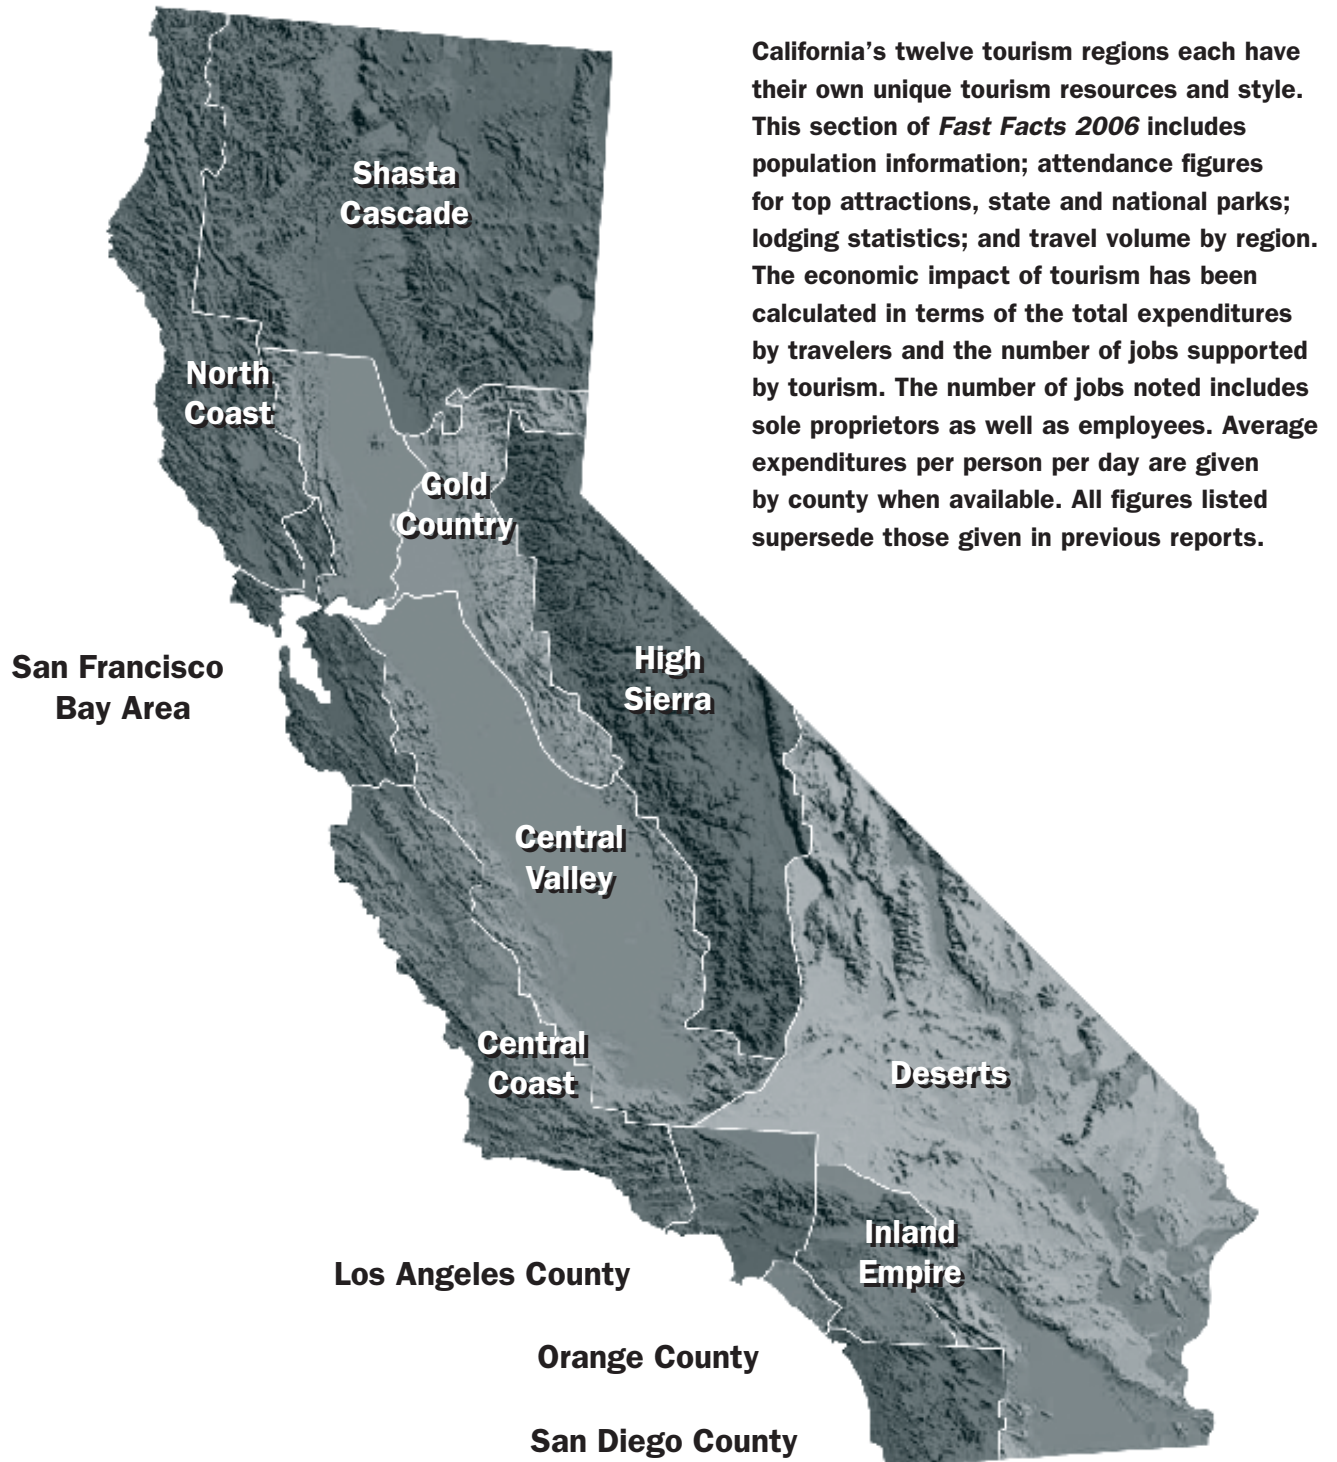 California’s twelve tourism regions each have
their own unique tourism resources and style.
This section of Fast Facts 2006 includes
population information; attendance figures
for top attractions, state and national parks;
lodging statistics; and travel volume by region.
The economic impact of tourism has been
calculated in terms of the total expenditures
by travelers and the number of jobs supported
by tourism. The number of jobs noted includes
sole proprietors as well as employees. Average
expenditures per person per day are given
by county when available. All figures listed
supersede those given in previous reports.
Shasta
Cascade
North
Coast
Gold
Country
San Francisco
Bay Area
High
Sierra
Central
Valley
Central
Coast
Deserts
Inland
Empire
Los Angeles County
Orange County
San Diego County